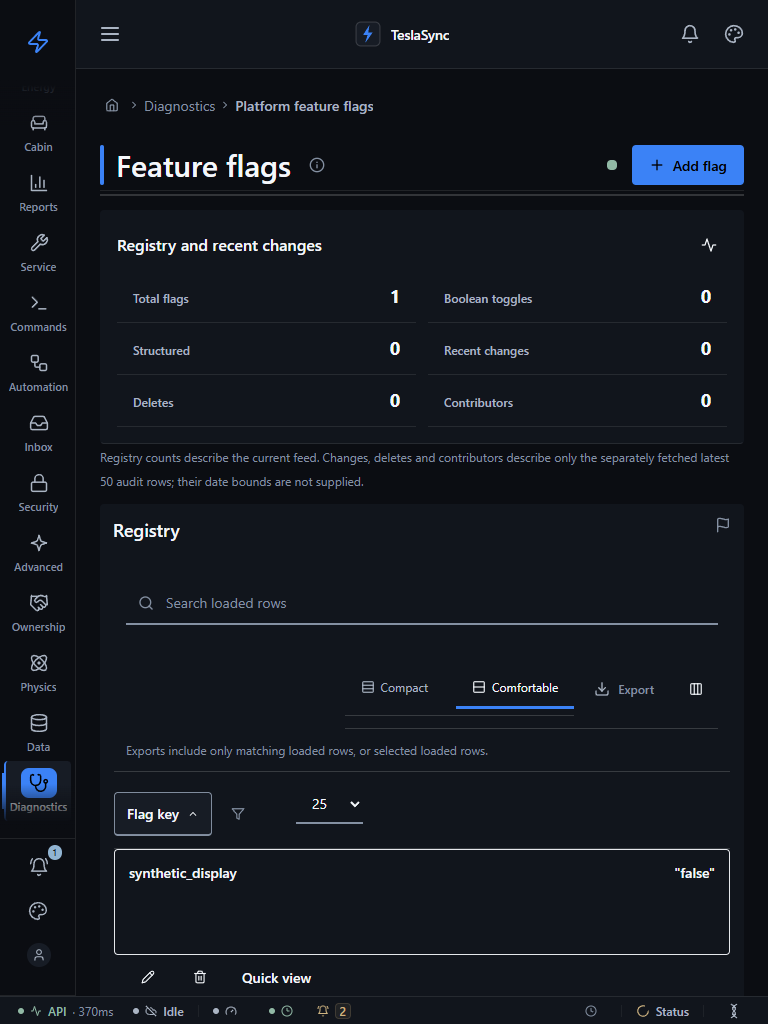 TeslaSync
Energy
Cabin
Reports
Service
Commands
Automation
Inbox
Security
Advanced
Ownership
Physics
Data
Diagnostics
1
Diagnostics Platform feature flags
Feature flags
Add flag
Registry and recent changes
Total flags 1 Boolean toggles 0
Structured 0 Recent changes 0
Deletes 0 Contributors 0
Registry counts describe the current feed. Changes, deletes and contributors describe only the separately fetched latest
50 audit rows; their date bounds are not supplied.
Registry
Search loaded rows
Compact Comfortable Export
Exports include only matching loaded rows, or selected loaded rows.
Flag key 25
synthetic_display "false"
Quick view
API · 370ms Idle 2 Status